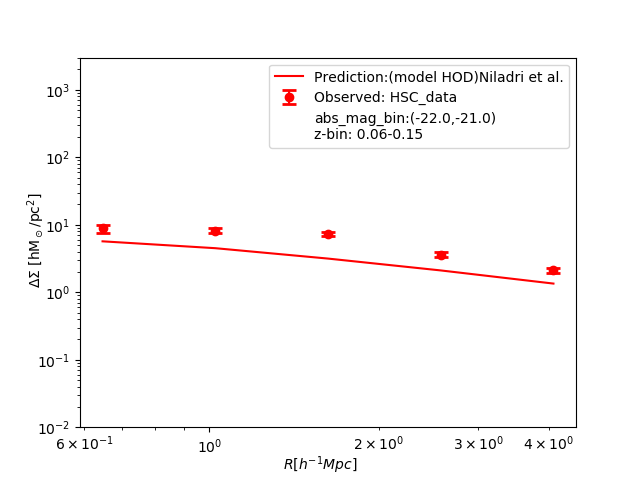 Prediction:(model HOD)Niladri et al.
Observed: HSC_data
abs_mag_bin:(-22.0,-21.0)
z-bin: 0.06-0.15
ΔΣ [hM⊙/pc²]
10³
10²
10¹
10⁰
10⁻¹
10⁻²
6 × 10⁻¹
10⁰
2 × 10⁰
3 × 10⁰
4 × 10⁰
R[h⁻¹Mpc]